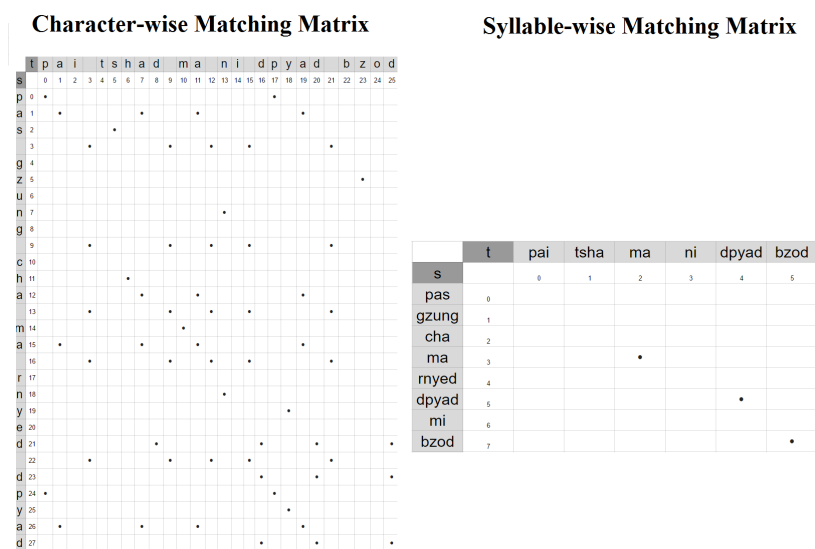 Character-wise Matching Matrix
t p a i t s h a d m a n i d p y a d b z o d
s 0 1 2 3 4 5 6 7 8 9 10 11 12 13 14 15 16 17 18 19 20 21 22 23 24 25
p 0
a 1
s 2
3
g 4
z 5
u 6
n 7
g 8
9
c 10
h 11
a 12
13
m 14
a 15
16
r 17
n 18
y 19
e 20
d 21
22
d 23
p 24
y 25
a 26
d 27
Syllable-wise Matching Matrix
t pai tsha ma ni dpyad bzod
s 0 1 2 3 4 5
pas 0
gzung 1
cha 2
ma 3
rnyed 4
dpyad 5
mi 6
bzod 7